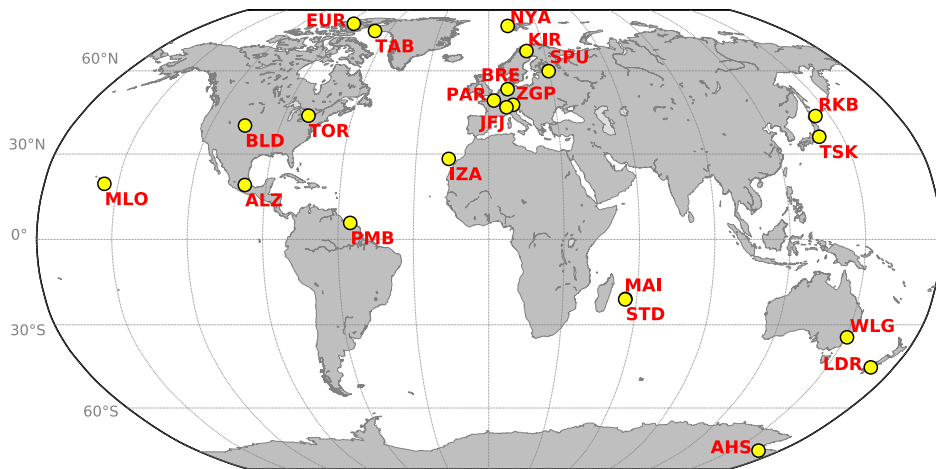 EUR
NYA
TAB
KIR
60°N
SPU
BRE
PAR
ZGP
RKB
TOR
JFJ
BLD
30°N
TSK
IZA
MLO
ALZ
0°
PMB
MAI
STD
30°S
WLG
LDR
60°S
AHS